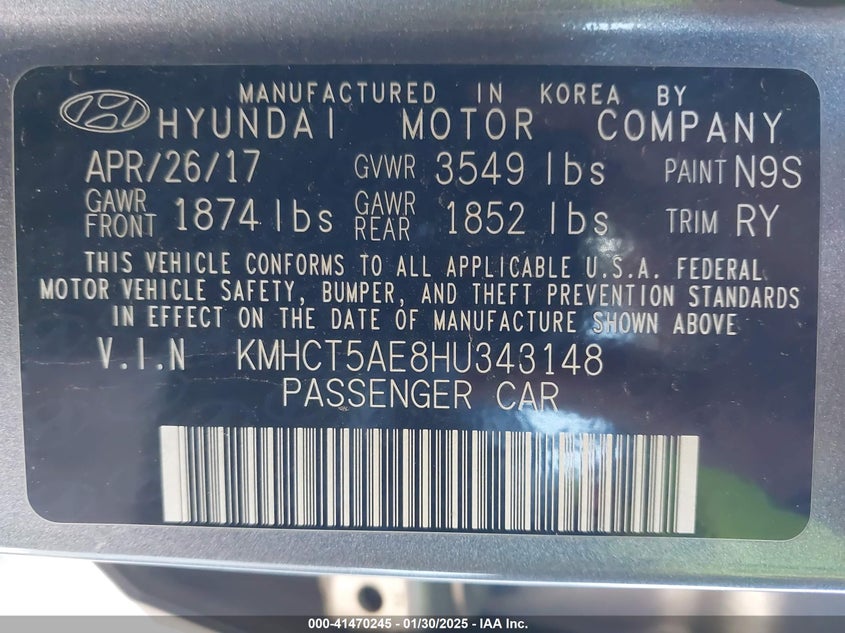 MANUFACTURED IN KOREA BY
HYUNDAI MOTOR COMPANY
APR/26/17 GVWR 3549 lbs PAINT N9S
GAWR FRONT 1874 lbs GAWR REAR 1852 lbs TRIM RY
THIS VEHICLE CONFORMS TO ALL APPLICABLE U.S.A. FEDERAL
MOTOR VEHICLE SAFETY, BUMPER, AND THEFT PREVENTION STANDARDS
IN EFFECT ON THE DATE OF MANUFACTURE SHOWN ABOVE
V.I.N KMHCT5AE8HU343148
PASSENGER CAR
000-41470245 - 01/30/2025 - IAA Inc.